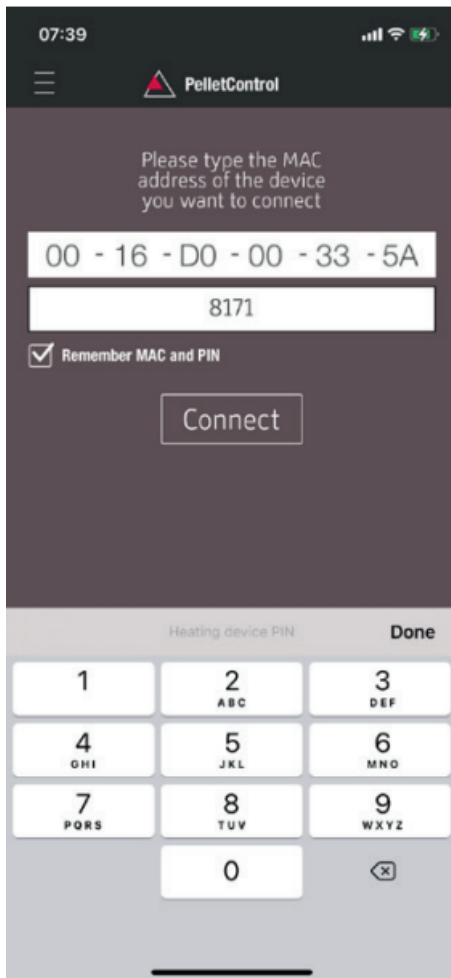 07:39
PelletControl
Please type the MAC
address of the device
you want to connect
00 - 16 - D0 - 00 - 33 - 5A
8171
Remember MAC and PIN
Connect
Heating device PIN
Done
1
2
ABC
3
DEF
4
GHI
5
JKL
6
MNO
7
PQRS
8
TUV
9
WXYZ
0